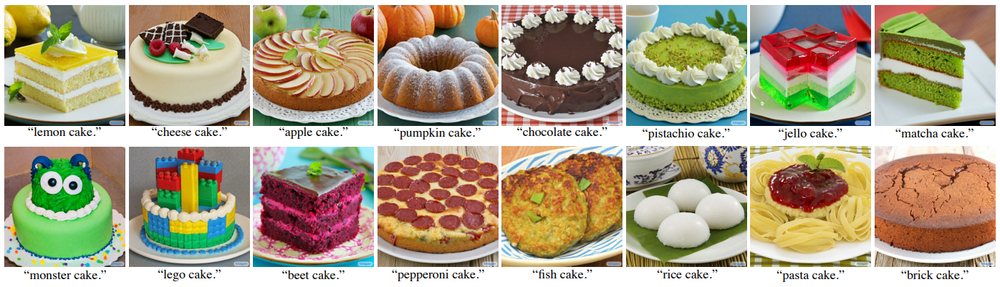 “lemon cake.”
“cheese cake.”
“apple cake.”
“pumpkin cake.”
“chocolate cake.”
“pistachio cake.”
“jello cake.”
“matcha cake.”
“monster cake.”
“lego cake.”
“beet cake.”
“pepperoni cake.”
“fish cake.”
“rice cake.”
“pasta cake.”
“brick cake.”